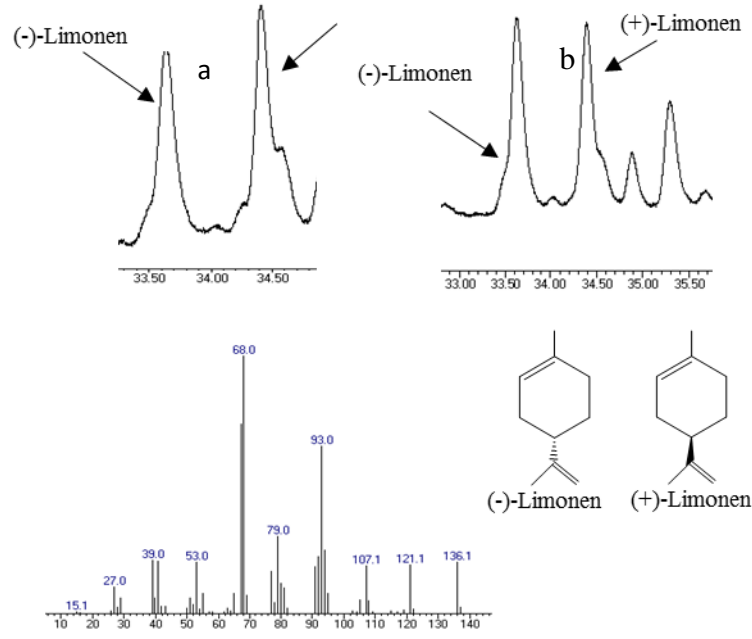 (-)-Limonen
a
33.50 34.00 34.50
(+)-Limonen
b
(-)-Limonen
33.00 33.50 34.00 34.50 35.00 35.50
68.0
93.0
79.0
39.0
53.0
27.0
15.1
107.1
121.1
136.1
10 20 30 40 50 60 70 80 90 100 110 120 130 140
(-)-Limonen (+)-Limonen